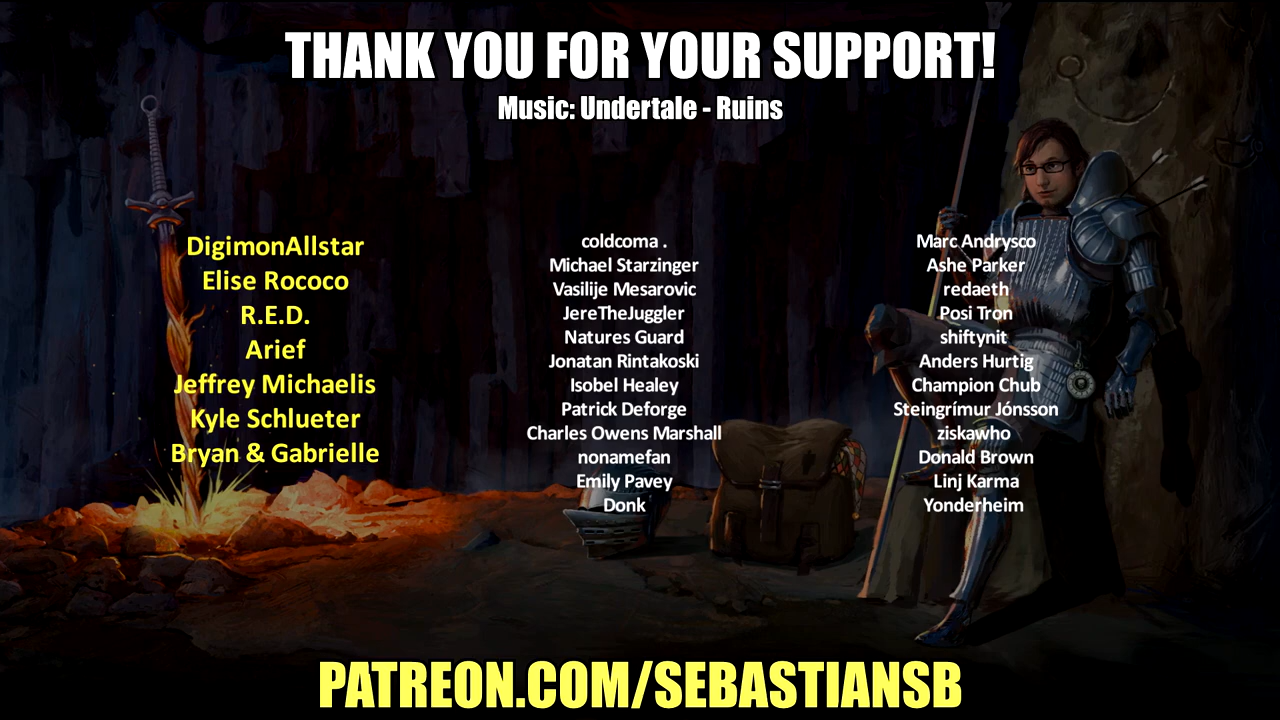 THANK YOU FOR YOUR SUPPORT!
Music: Undertale - Ruins
DigimonAllstar
Elise Rococo
R.E.D.
Arief
Jeffrey Michaelis
Kyle Schlueter
Bryan & Gabrielle
coldcoma .
Michael Starzinger
Vasilije Mesarovic
JereTheJuggler
Natures Guard
Jonatan Rintakoski
Isobel Healey
Patrick Deforge
Charles Owens Marshall
nonamefan
Emily Pavey
Donk
Marc Andrysco
Ashe Parker
redaeth
Posi Tron
shiftynit
Anders Hurtig
Champion Chub
Steingrímur Jónsson
ziskawho
Donald Brown
Linj Karma
Yonderheim
PATREON.COM/SEBASTIANSB